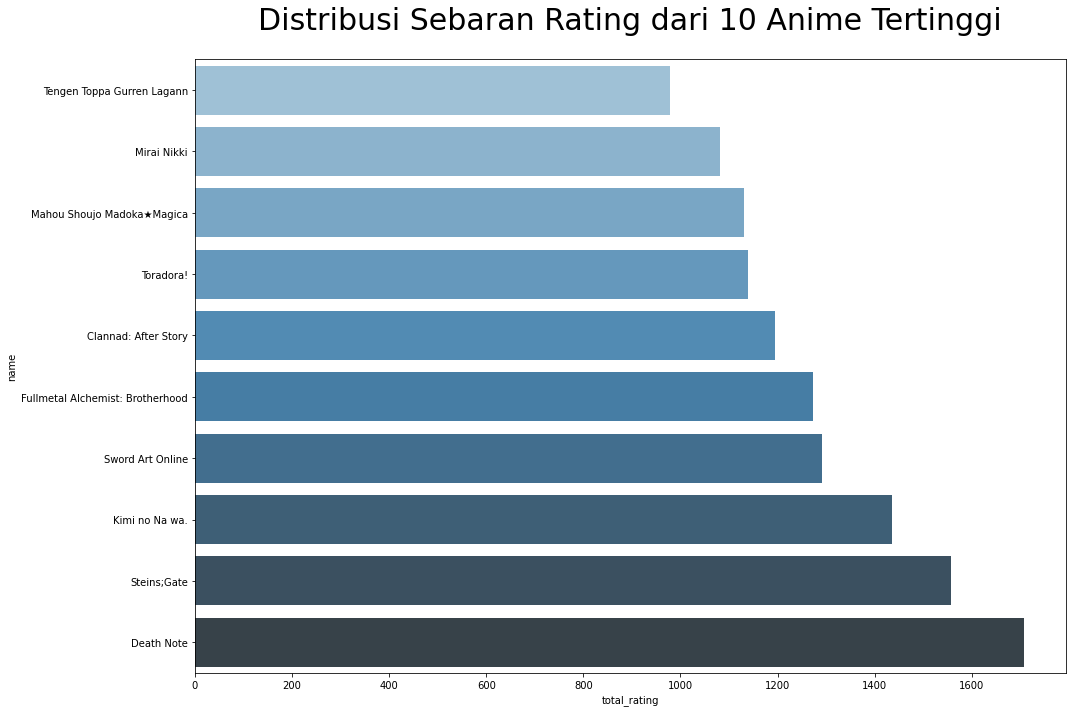 Distribusi Sebaran Rating dari 10 Anime Tertinggi
Tengen Toppa Gurren Lagann
Mirai Nikki
Mahou Shoujo Madoka★Magica
Toradora!
Clannad: After Story
name
Fullmetal Alchemist: Brotherhood
Sword Art Online
Kimi no Na wa.
Steins;Gate
Death Note
0 200 400 600 800 1000 1200 1400 1600
total_rating